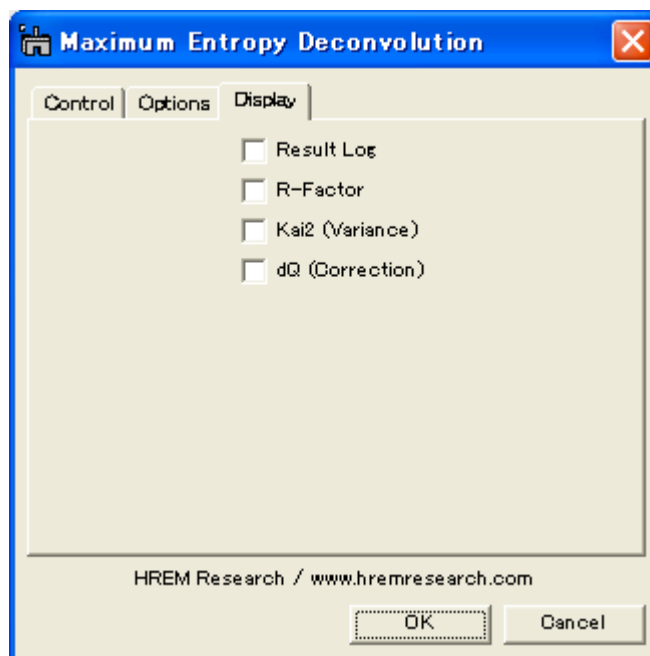 Maximum Entropy Deconvolution
Control Options Display
Result Log
R-Factor
Kai2 (Variance)
dQ (Correction)
HREM Research / www.hremresearch.com
OK Cancel